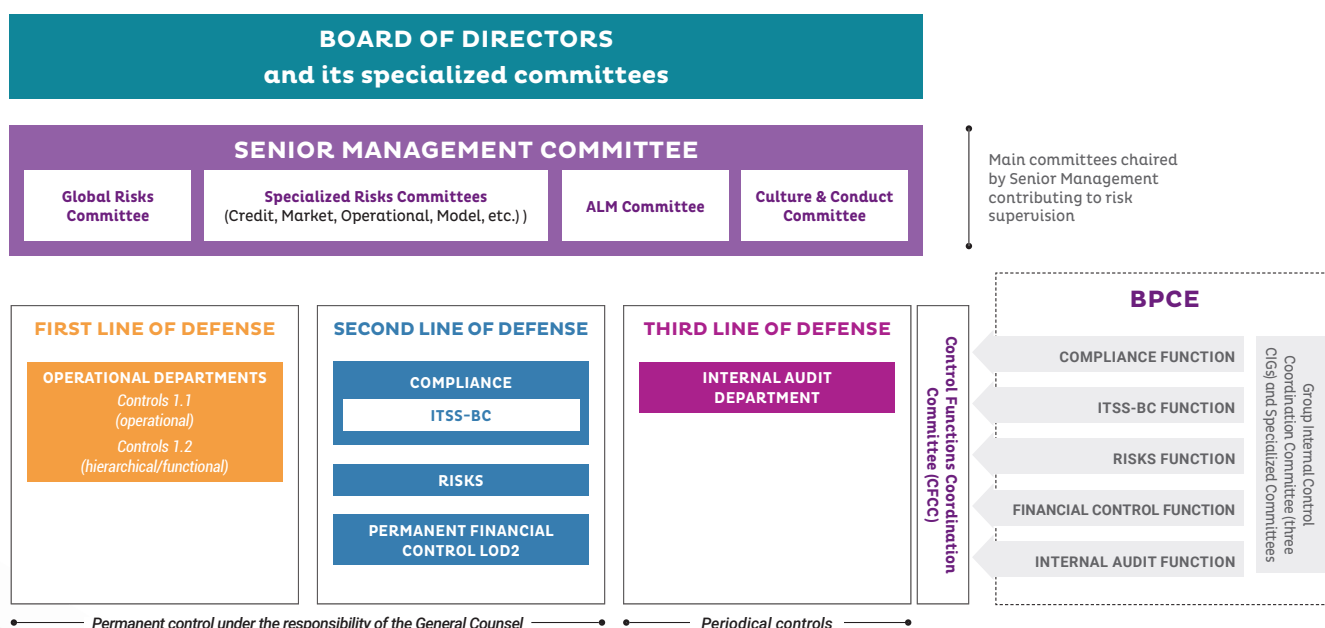 BOARD OF DIRECTORS
and its specialized committees
SENIOR MANAGEMENT COMMITTEE
Global Risks
Committee
Specialized Risks Committees
(Credit, Market, Operational, Model, etc.) )
ALM Committee
Culture & Conduct
Committee
Main committees chaired
by Senior Management
contributing to risk
supervision
FIRST LINE OF DEFENSE
OPERATIONAL DEPARTMENTS
Controls 1.1
(operational)
Controls 1.2
(hierarchical/functional)
SECOND LINE OF DEFENSE
COMPLIANCE
ITSS-BC
RISKS
PERMANENT FINANCIAL
CONTROL LOD2
THIRD LINE OF DEFENSE
INTERNAL AUDIT
DEPARTMENT
Control Functions Coordination
Committee (CFCC)
BPCE
COMPLIANCE FUNCTION
ITSS-BC FUNCTION
RISKS FUNCTION
FINANCIAL CONTROL FUNCTION
INTERNAL AUDIT FUNCTION
Group Internal Control
Coordination Committee (three
CIGs) and Specialized Committees
Permanent control under the responsibility of the General Counsel
Periodical controls